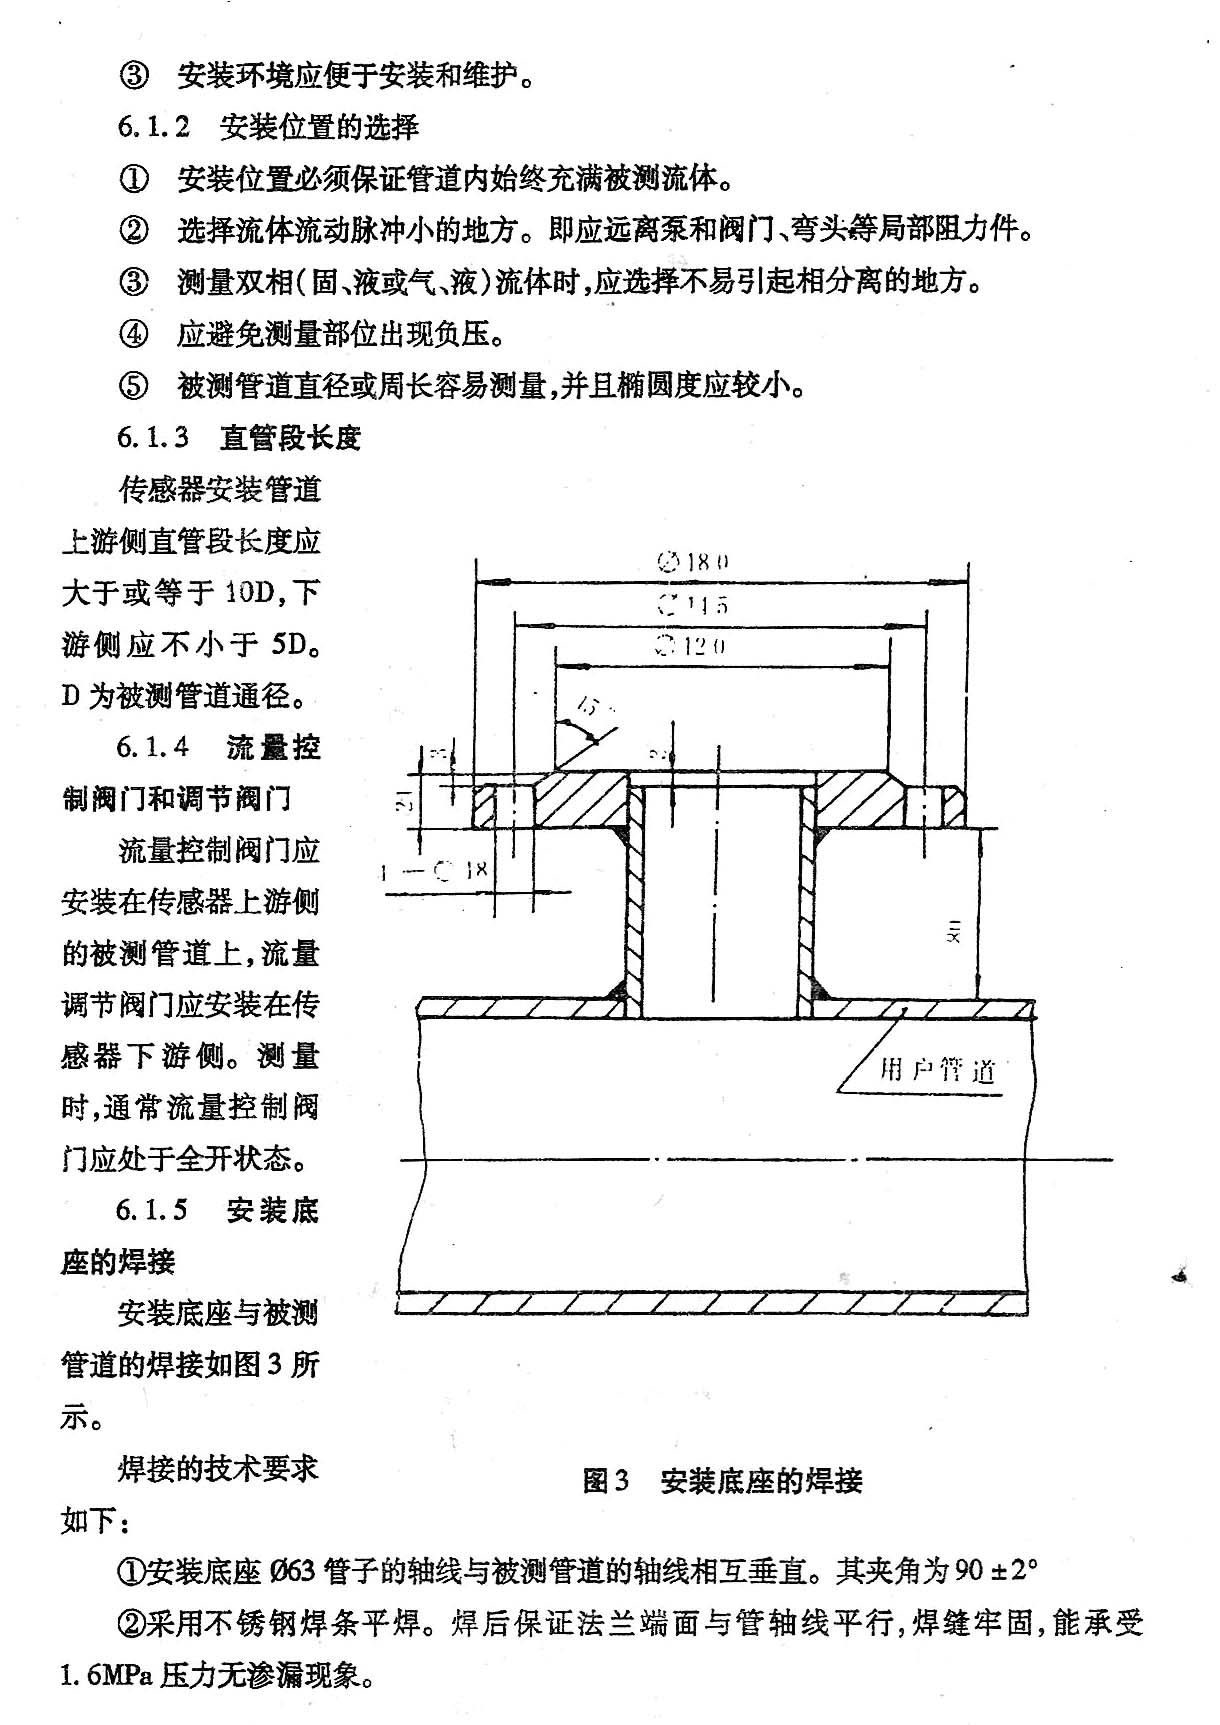 ③ 安装环境应便于安装和维护。
6.1.2 安装位置的选择
① 安装位置必须保证管道内始终充满被测流体。
② 选择流体流动脉冲小的地方。即应远离泵和阀门、弯头等局部阻力件。
③ 测量双相(固、液或气、液)流体时,应选择不易引起相分离的地方。
④ 应避免测量部位出现负压。
⑤ 被测管道直径或周长容易测量,并且椭圆度应较小。
6.1.3 直管段长度
传感器安装管道
上游侧直管段长度应
大于或等于 10D,下
游侧应不小于 5D。
D 为被测管道通径。
6.1.4 流量控
制阀门和调节阀门
流量控制阀门应
安装在传感器上游侧
的被测管道上,流量
调节阀门应安装在传
感器下游侧。测量
时,通常流量控制阀
门应处于全开状态。
6.1.5 安装底
座的焊接
安装底座与被测
管道的焊接如图 3 所
示。
焊接的技术要求
如下:
∅180
145
∅120
21
18
用户管道
图 3 安装底座的焊接
①安装底座 Ø63 管子的轴线与被测管道的轴线相互垂直。其夹角为 90 ± 2°
②采用不锈钢焊条平焊。焊后保证法兰端面与管轴线平行,焊缝牢固,能承受
1.6MPa 压力无渗漏现象。